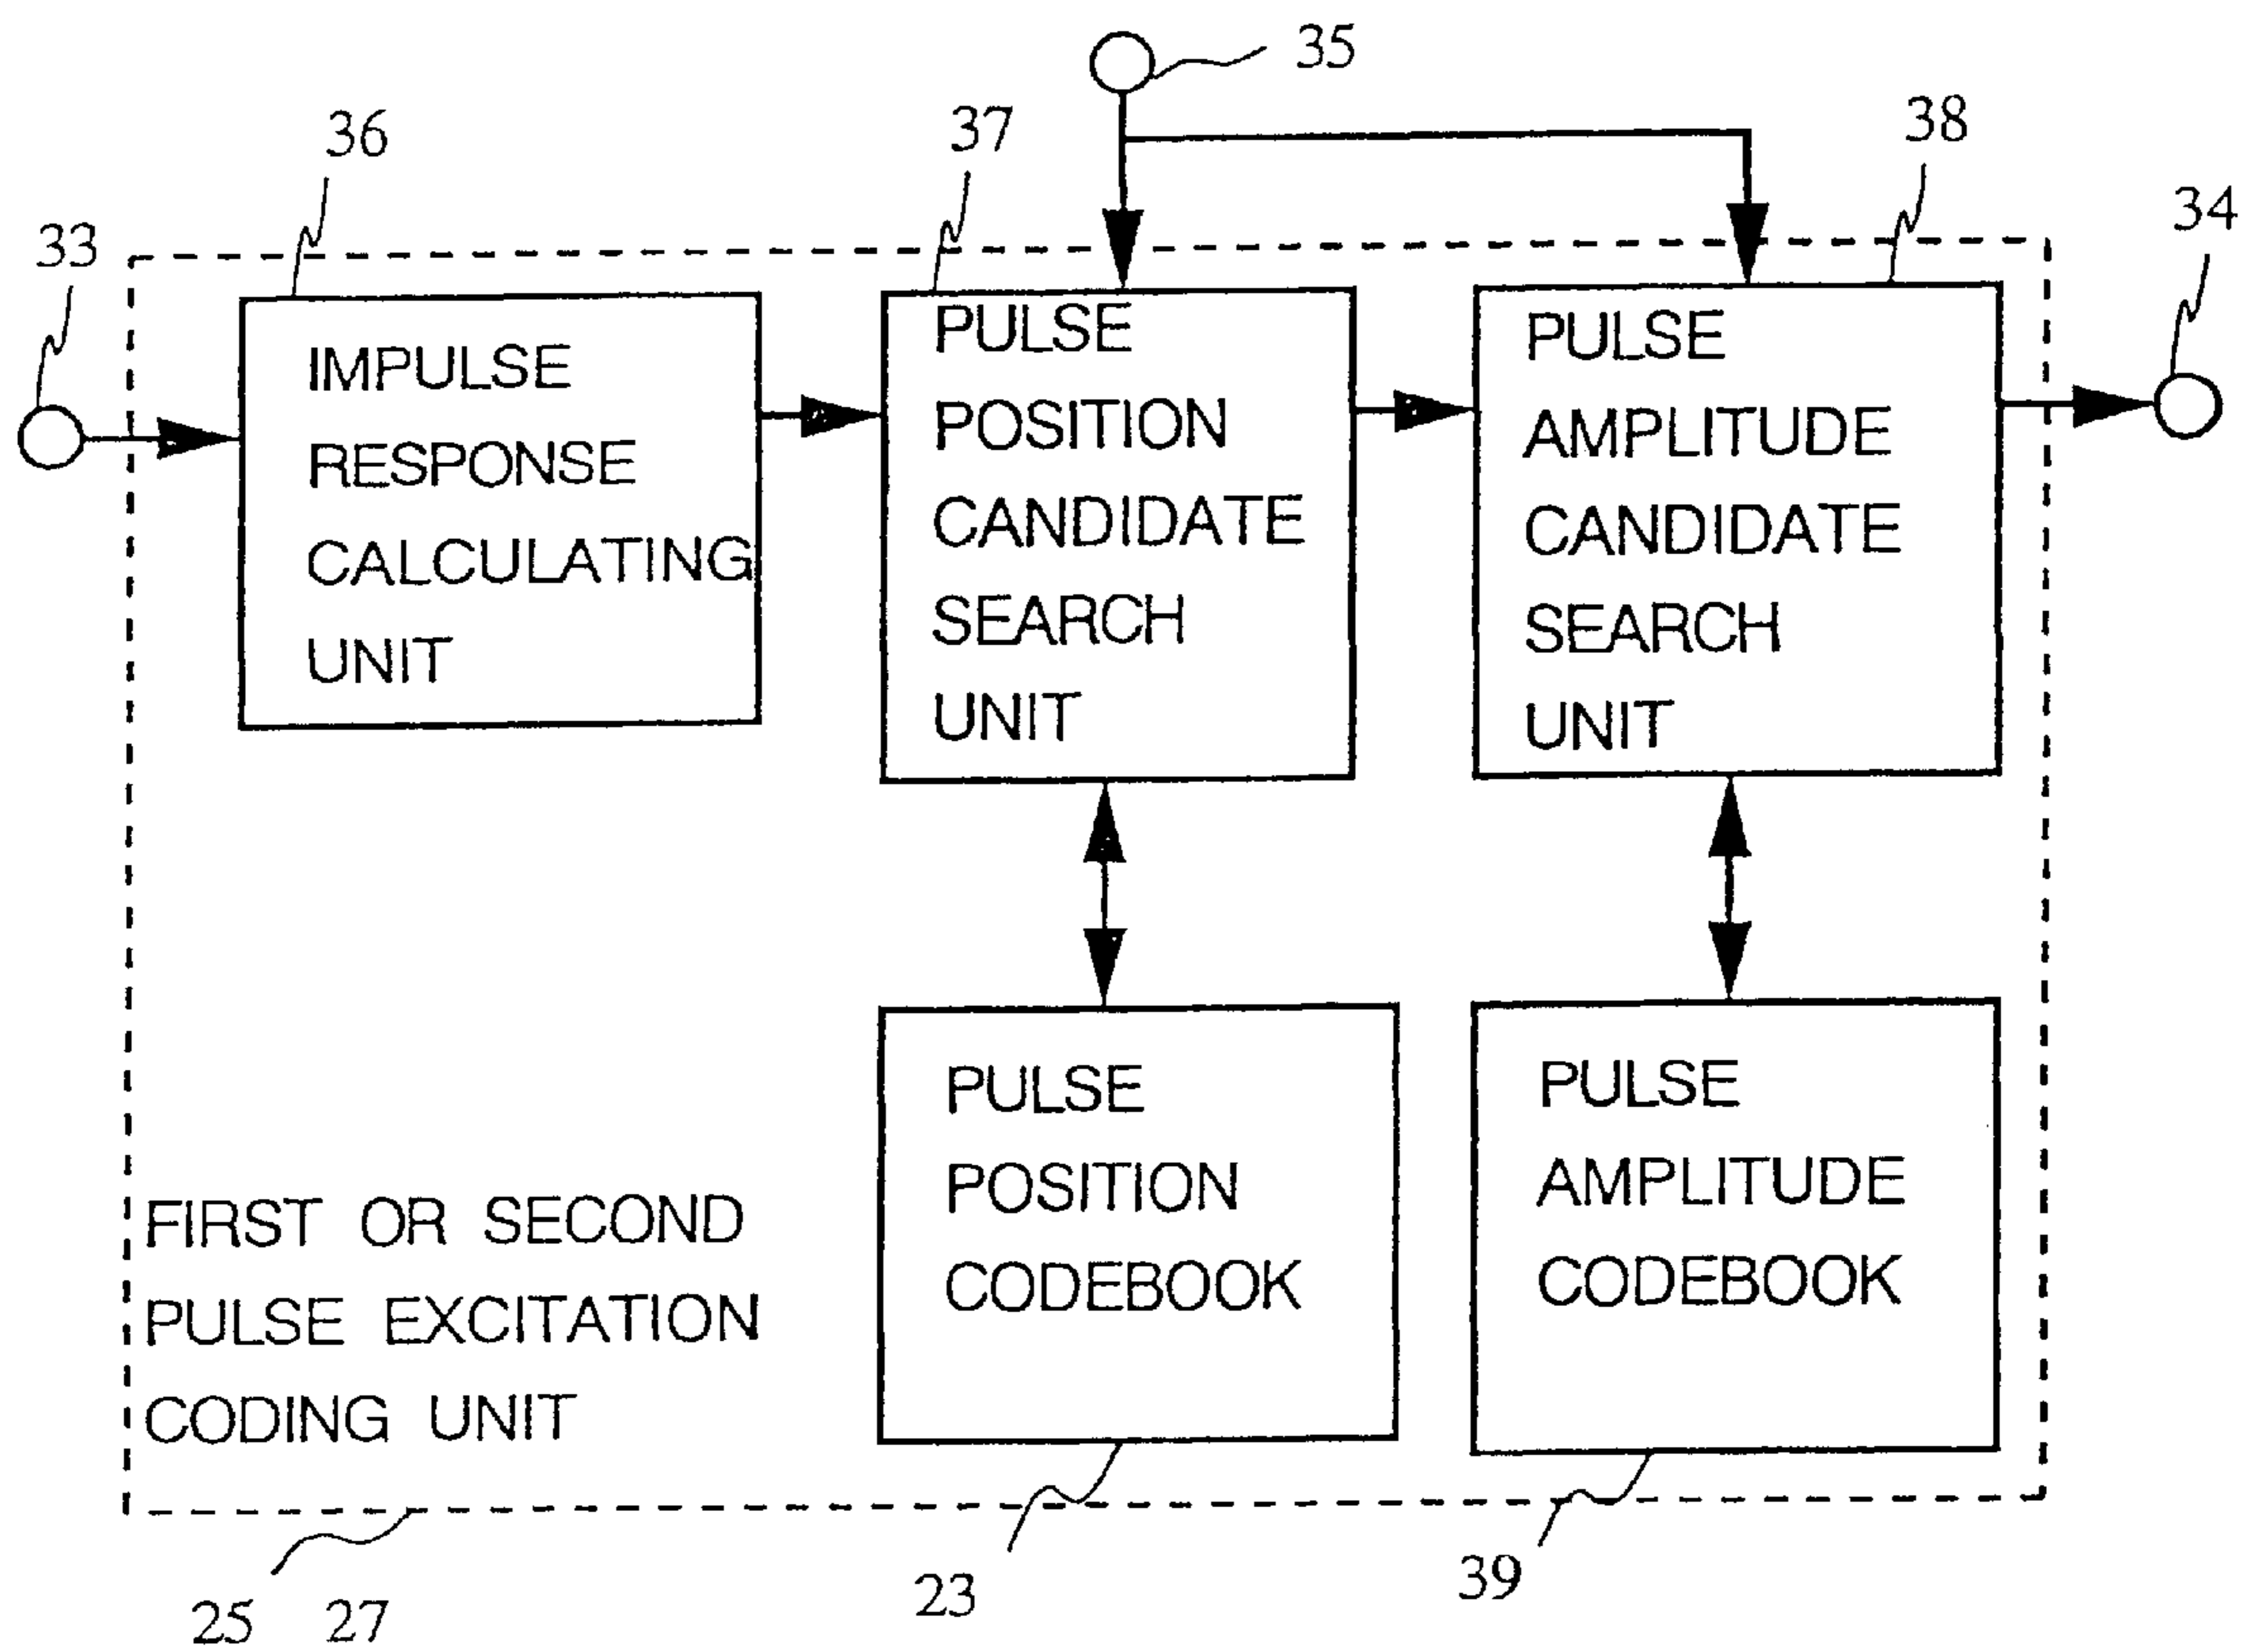 35
36
37
38
33
34
IMPULSE
RESPONSE
CALCULATING
UNIT
PULSE
POSITION
CANDIDATE
SEARCH
UNIT
PULSE
AMPLITUDE
CANDIDATE
SEARCH
UNIT
PULSE
POSITION
CODEBOOK
PULSE
AMPLITUDE
CODEBOOK
FIRST OR SECOND
PULSE EXCITATION
CODING UNIT
25 27
23
39